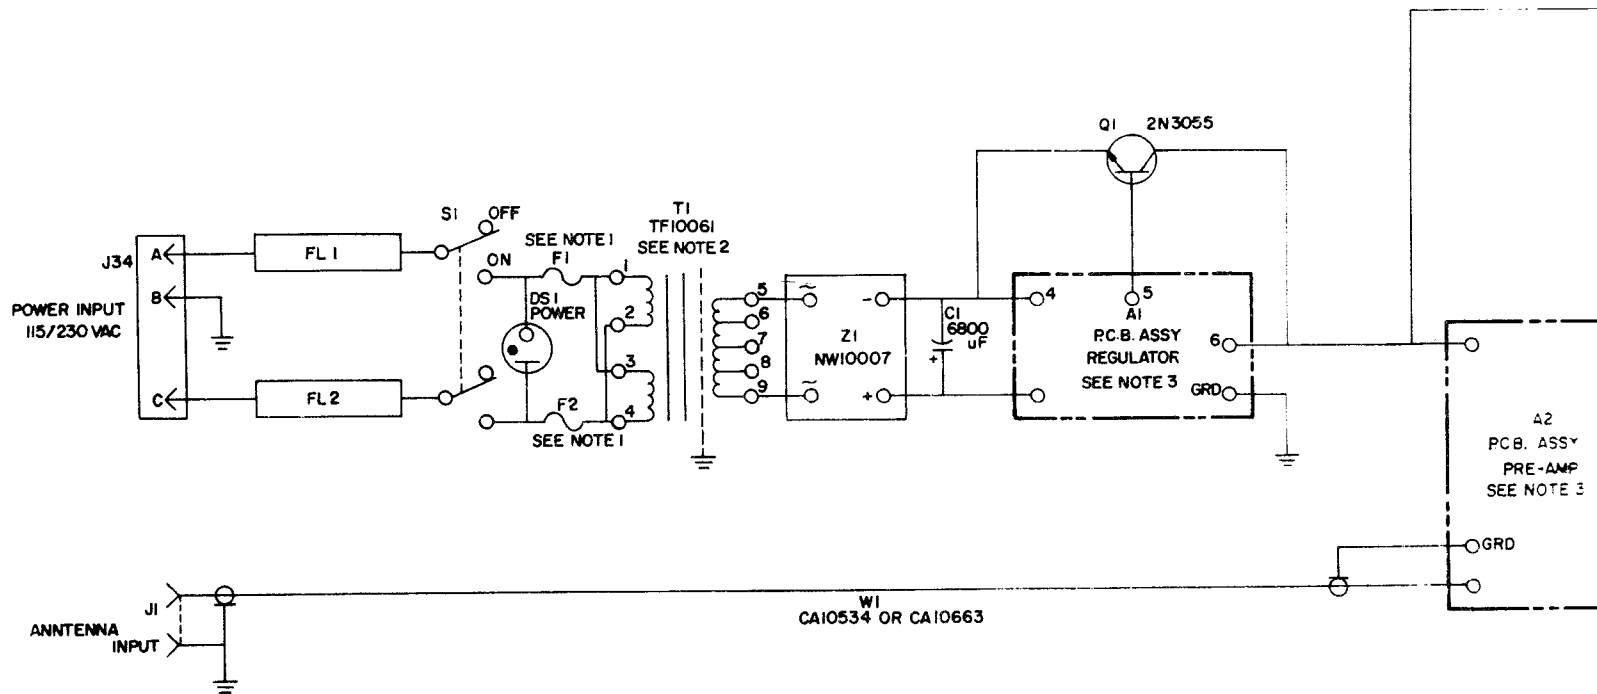 Q1 2N3055
S1 OFF
T1
TF10061
SEE NOTE 2
SEE NOTE 1
F1
J34
A
FL 1
ON
1
POWER INPUT
115/230 VAC
B
DS1
POWER
2
3
4
5
6
7
8
9
~
-
Z1
NW10007
~
+
C1
6800
uF
+
4
5
A1
P.C.B. ASSY
REGULATOR
SEE NOTE 3
6
GRD
C
FL 2
F2
SEE NOTE 1
A2
P.C.B. ASSY
PRE-AMP
SEE NOTE 3
GRD
J1
ANNTENNA
INPUT
W1
CA10534 OR CA10663